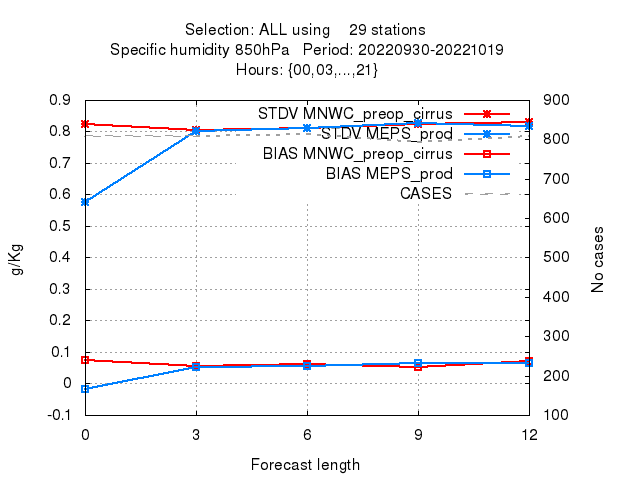 Selection: ALL using    29 stations
Specific humidity 850hPa   Period: 20220930-20221019
Hours: {00,03,...,21}
STDV MNWC_preop_cirrus
STDV MEPS_prod
BIAS MNWC_preop_cirrus
BIAS MEPS_prod
CASES
g/Kg
0.9
0.8
0.7
0.6
0.5
0.4
0.3
0.2
0.1
0
-0.1
900
800
700
600
500
400
300
200
100
No cases
0 3 6 9 12
Forecast length